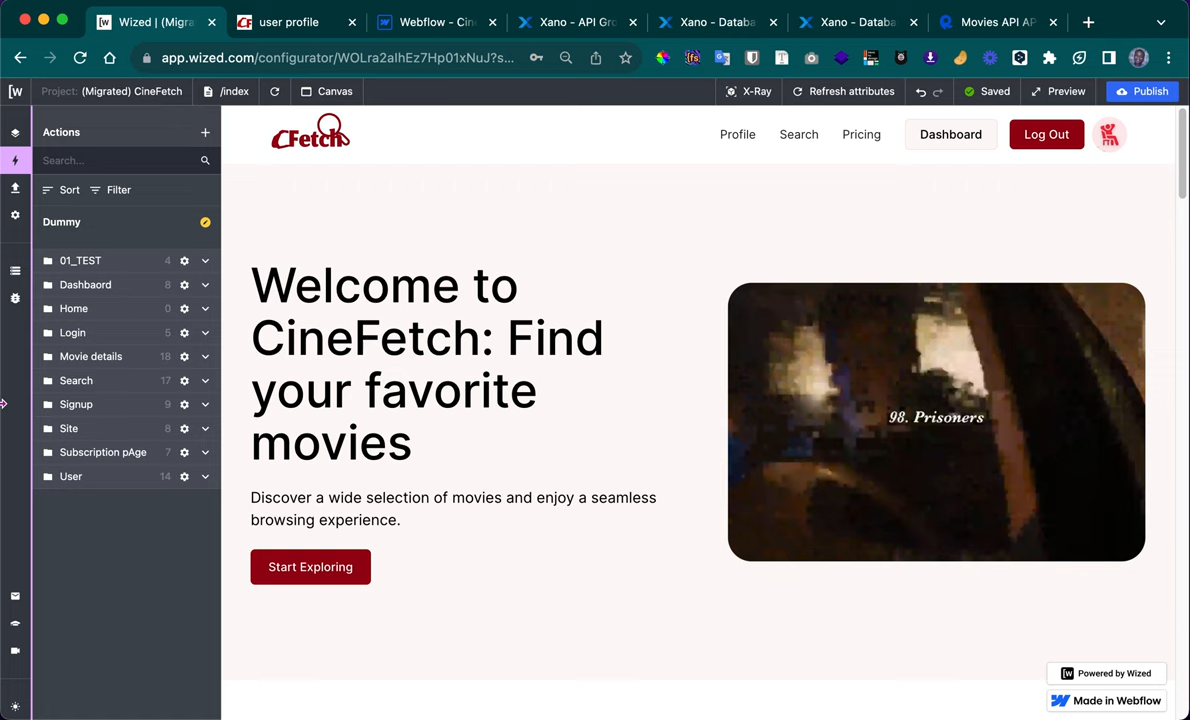 Wized | (Migra
user profile
Webflow - Cin
Xano - API Gro
Xano - Databa
Xano - Databa
Movies API AP
app.wized.com/configurator/WOLra2aIhEz7Hp01xNuJ?s...
Project: (Migrated) CineFetch
/index
Canvas
X-Ray
Refresh attributes
Saved
Preview
Publish
Actions
Search...
Sort
Filter
Dummy
01_TEST 4
Dashbaord 8
Home 0
Login 5
Movie details 18
Search 17
Signup 9
Site 8
Subscription pAge 7
User 14
CFetch
Profile
Search
Pricing
Dashboard
Log Out
Welcome to
CineFetch: Find
your favorite
movies
Discover a wide selection of movies and enjoy a seamless
browsing experience.
Start Exploring
98. Prisoners
Powered by Wized
Made in Webflow